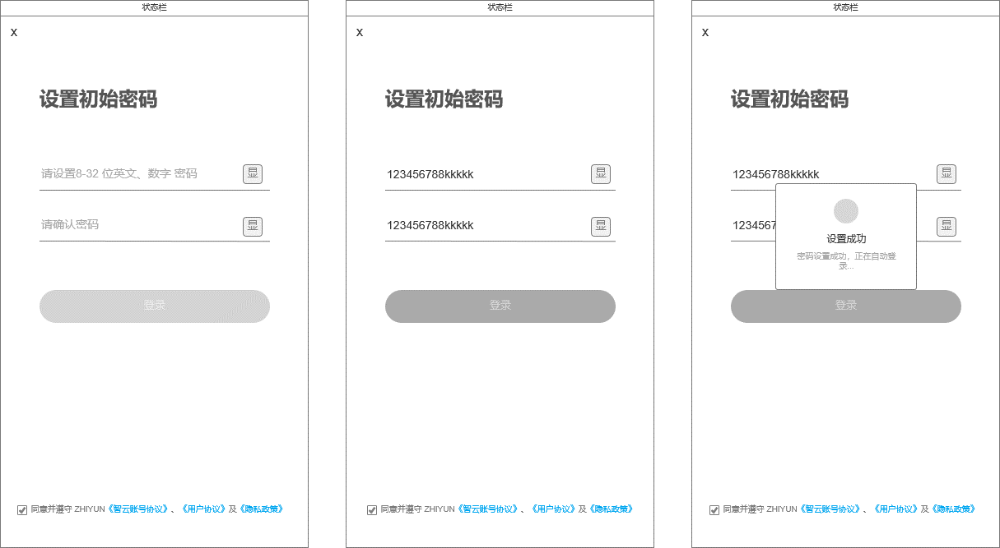 状态栏
X
设置初始密码
请设置8-32 位英文、数字 密码
显
请确认密码
显
登录
同意并遵守 ZHIYUN《智云账号协议》、《用户协议》及《隐私政策》
状态栏
X
设置初始密码
123456788kkkkk
显
123456788kkkkk
显
登录
同意并遵守 ZHIYUN《智云账号协议》、《用户协议》及《隐私政策》
状态栏
X
设置初始密码
123456788kkkkk
显
1234567
显
设置成功
密码设置成功，正在自动登
录...
登录
同意并遵守 ZHIYUN《智云账号协议》、《用户协议》及《隐私政策》